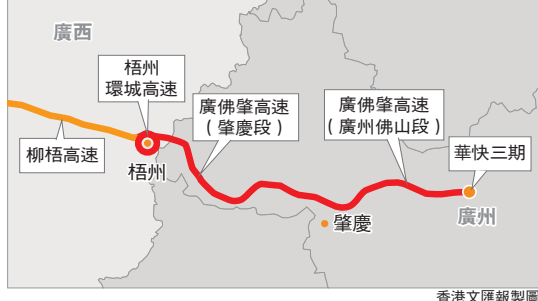 廣西
梧州
環城高速
廣佛肇高速
（肇慶段）
廣佛肇高速
（廣州佛山段）
柳梧高速
梧州
華快三期
肇慶
廣州
香港文匯報製圖